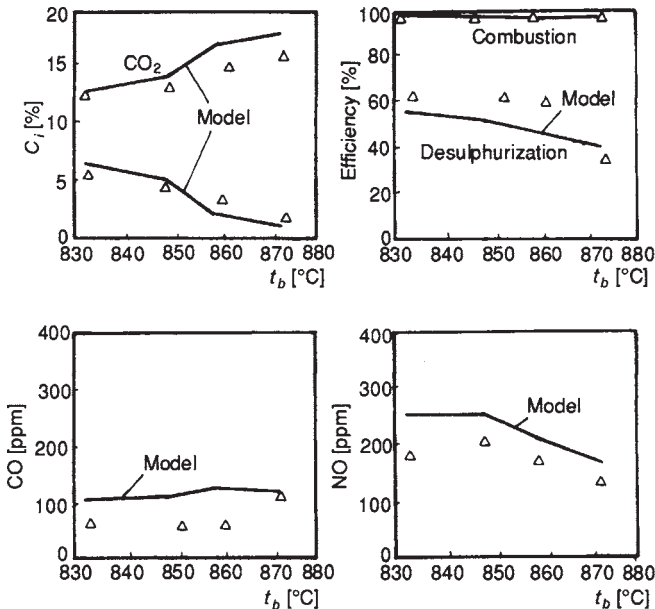 20
15
10
5
0
C_i [%]
CO₂
Model
830 840 850 860 870 880
t_b [°C]
100
80
60
40
20
0
Efficiency [%]
Combustion
Model
Desulphurization
830 840 850 860 870 880
t_b [°C]
400
300
200
100
0
CO [ppm]
Model
830 840 850 860 870 880
t_b [°C]
400
300
200
100
0
NO [ppm]
Model
830 840 850 860 870 880
t_b [°C]